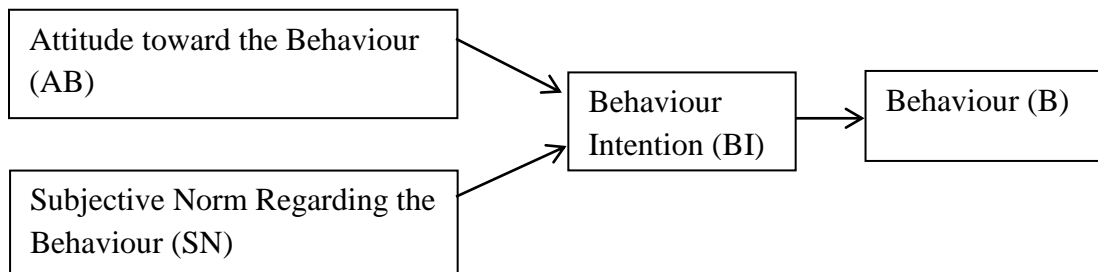 Attitude toward the Behaviour
(AB)
Subjective Norm Regarding the
Behaviour (SN)
Behaviour
Intention (BI)
Behaviour (B)